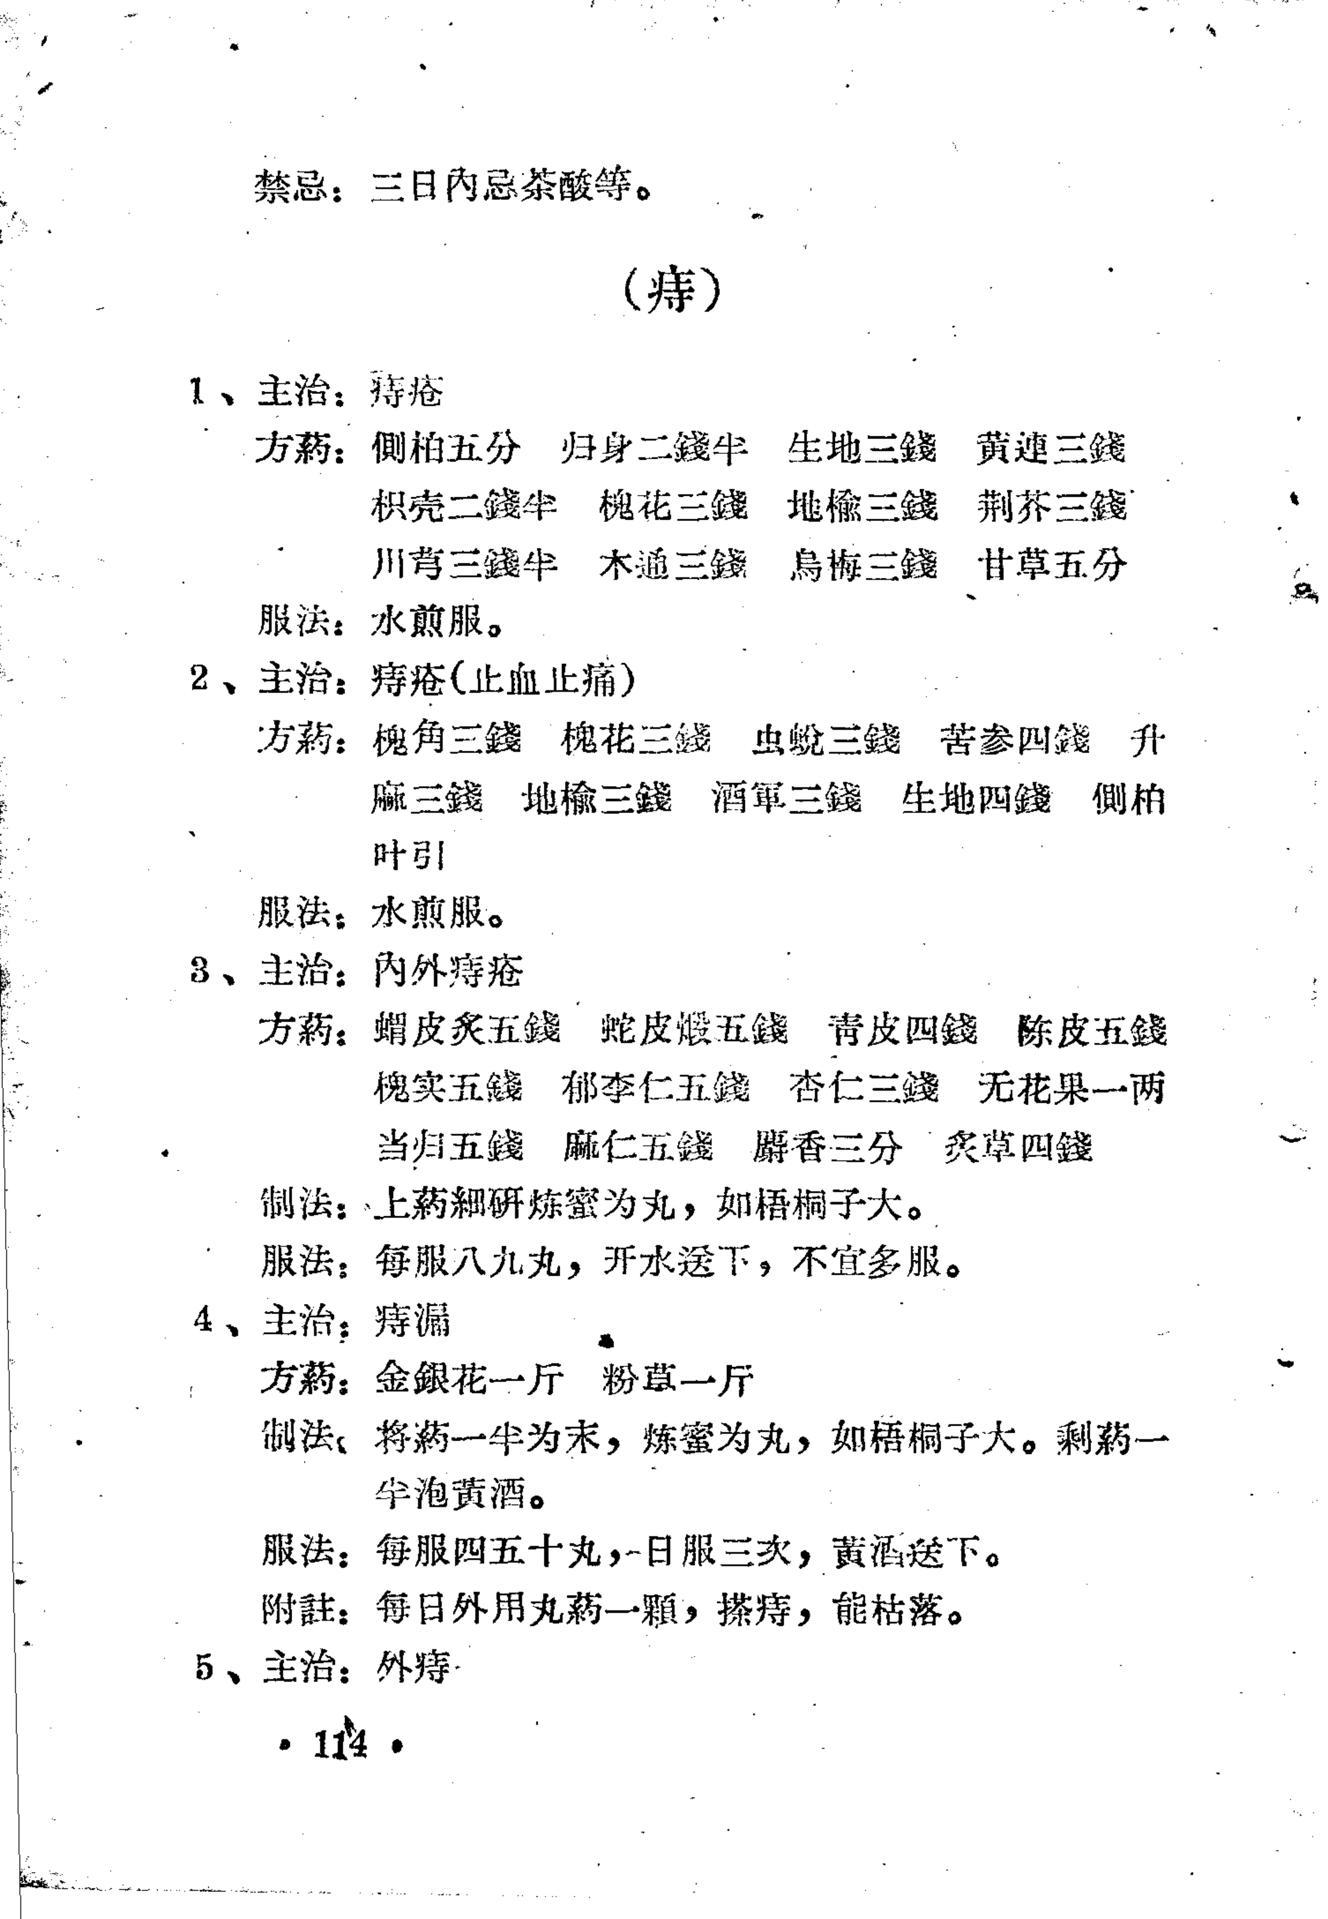 禁忌：三日內忌茶酸等。
（痔）
1、主治：痔疮
方葯：側柏五分　归身二錢半　生地三錢　黄連三錢
枳壳二錢半　槐花三錢　地榆三錢　荆芥三錢
川芎三錢半　木通三錢　烏梅三錢　甘草五分
服法：水煎服。
2、主治：痔疮（止血止痛）
方葯：槐角三錢　槐花三錢　虫蛻三錢　苦参四錢　升
麻三錢　地榆三錢　酒軍三錢　生地四錢　側柏
叶引
服法：水煎服。
3、主治：內外痔疮
方葯：蝟皮炙五錢　蛇皮煅五錢　青皮四錢　陈皮五錢
槐实五錢　郁李仁五錢　杏仁三錢　无花果一两
当归五錢　麻仁五錢　麝香三分　炙草四錢
制法：上葯細研炼蜜为丸，如梧桐子大。
服法：每服八九丸，开水送下，不宜多服。
4、主治：痔漏
方葯：金銀花一斤　粉草一斤
制法：将葯一半为末，炼蜜为丸，如梧桐子大。剩葯一
半泡黄酒。
服法：每服四五十丸，一日服三次，黄酒送下。
附註：每日外用丸葯一顆，搽痔，能枯落。
5、主治：外痔
·114·